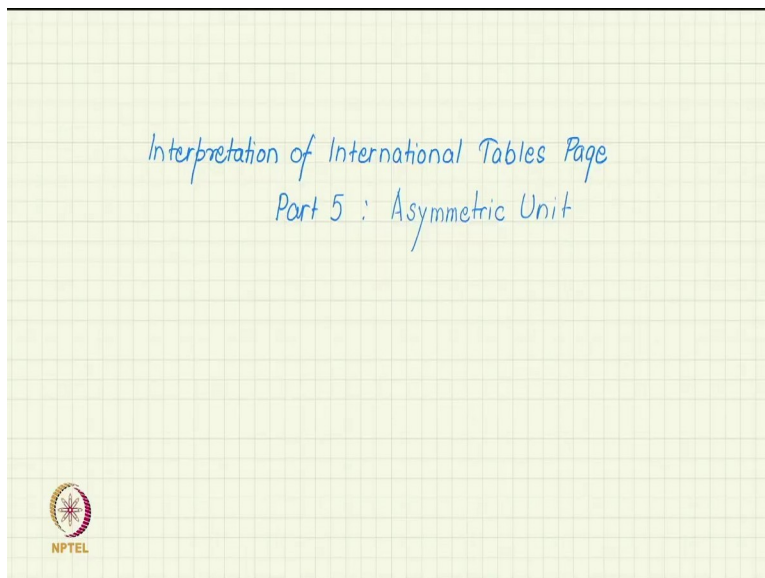 Interpretation of International Tables Page
Part 5 : Asymmetric Unit
NPTEL